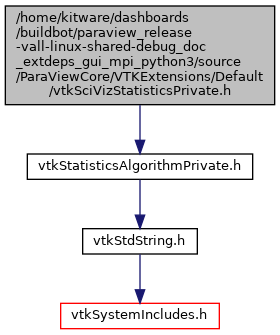 /home/kitware/dashboards
/buildbot/paraview_release
-vall-linux-shared-debug_doc
_extdeps_gui_mpi_python3/source
/ParaViewCore/VTKExtensions/Default
/vtkSciVizStatisticsPrivate.h
vtkStatisticsAlgorithmPrivate.h
vtkStdString.h
vtkSystemIncludes.h